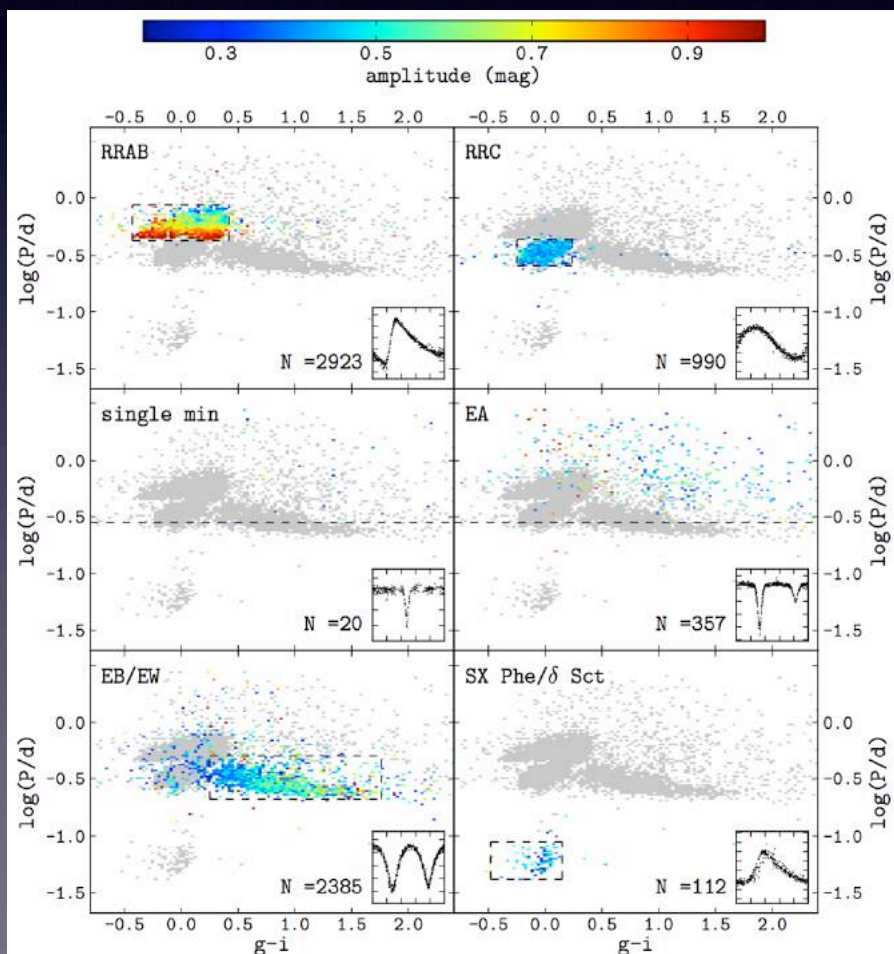 0.3 0.5 0.7 0.9
amplitude (mag)
-0.5 0.0 0.5 1.0 1.5 2.0 -0.5 0.0 0.5 1.0 1.5 2.0
RRAB
RRC
0.0
-0.5
-1.0
-1.5
log(P/d)
0.0
-0.5
-1.0
-1.5
log(P/d)
N =2923
N =990
single min
EA
0.0
-0.5
-1.0
-1.5
log(P/d)
0.0
-0.5
-1.0
-1.5
log(P/d)
N =20
N =357
EB/EW
SX Phe/δ Sct
0.0
-0.5
-1.0
-1.5
log(P/d)
0.0
-0.5
-1.0
-1.5
log(P/d)
N =2385
N =112
-0.5 0.0 0.5 1.0 1.5 2.0 -0.5 0.0 0.5 1.0 1.5 2.0
g-i g-i